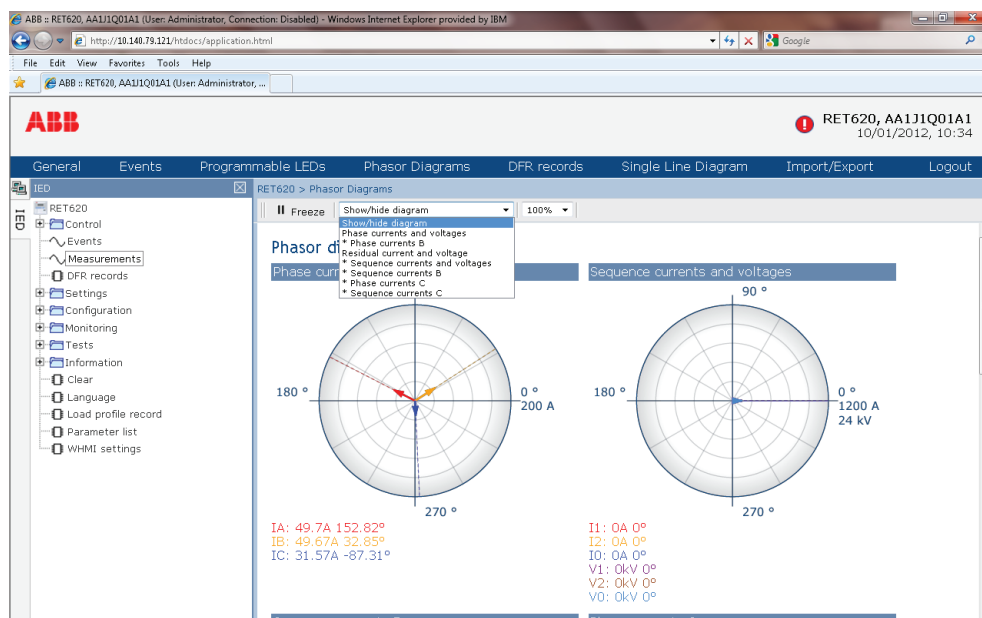 ABB :: RET620, AA1J1Q01A1 (User: Administrator, Connection: Disabled) - Windows Internet Explorer provided by IBM
http://10.140.79.121/htdocs/application.html
Google
File Edit View Favorites Tools Help
ABB :: RET620, AA1J1Q01A1 (User: Administrator, ...
ABB
RET620, AA1J1Q01A1
10/01/2012, 10:34
General Events Programmable LEDs Phasor Diagrams DFR records Single Line Diagram Import/Export Logout
IED
IED
RET620
Control
Events
Measurements
DFR records
Settings
Configuration
Monitoring
Tests
Information
Clear
Language
Load profile record
Parameter list
WHMI settings
RET620 > Phasor Diagrams
Freeze
Show/hide diagram
100%
Show/hide diagram
Phase currents and voltages
* Phase currents B
Residual current and voltage
* Sequence currents and voltages
* Sequence currents B
* Phase currents C
* Sequence currents C
Phasor d
Phase curr
180 °
0 °
200 A
270 °
IA: 49.7A 152.82°
IB: 49.67A 32.85°
IC: 31.57A -87.31°
Sequence currents and voltages
90 °
180 °
0 °
1200 A
24 kV
270 °
I1: 0A 0°
I2: 0A 0°
I0: 0A 0°
V1: 0kV 0°
V2: 0kV 0°
V0: 0kV 0°